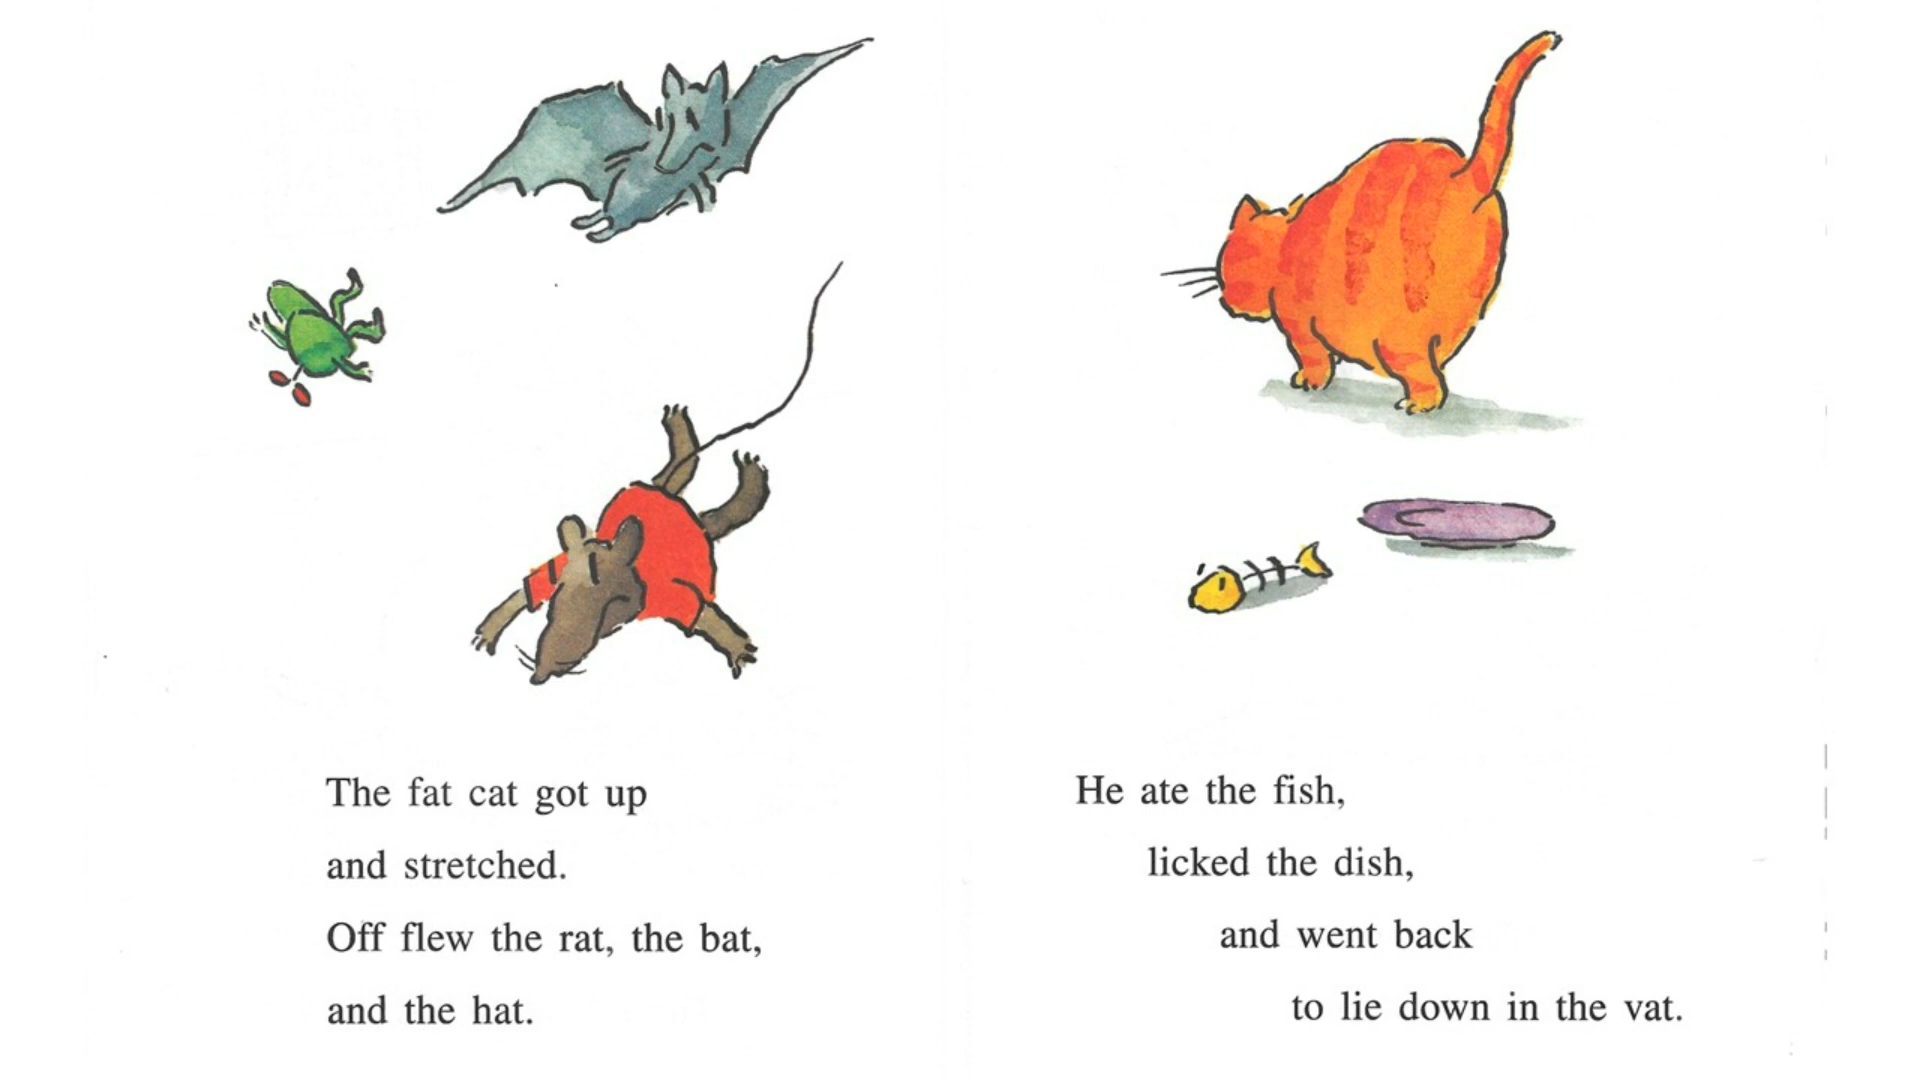 The fat cat got up
and stretched.
Off flew the rat, the bat,
and the hat.
He ate the fish,
licked the dish,
and went back
to lie down in the vat.